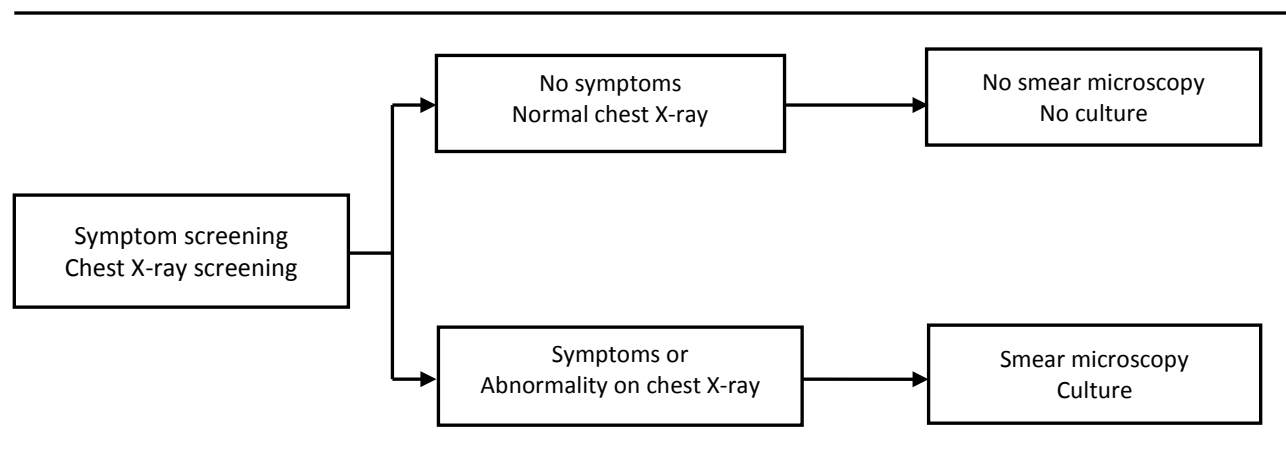 Symptom screening
Chest X-ray screening
No symptoms
Normal chest X-ray
No smear microscopy
No culture
Symptoms or
Abnormality on chest X-ray
Smear microscopy
Culture